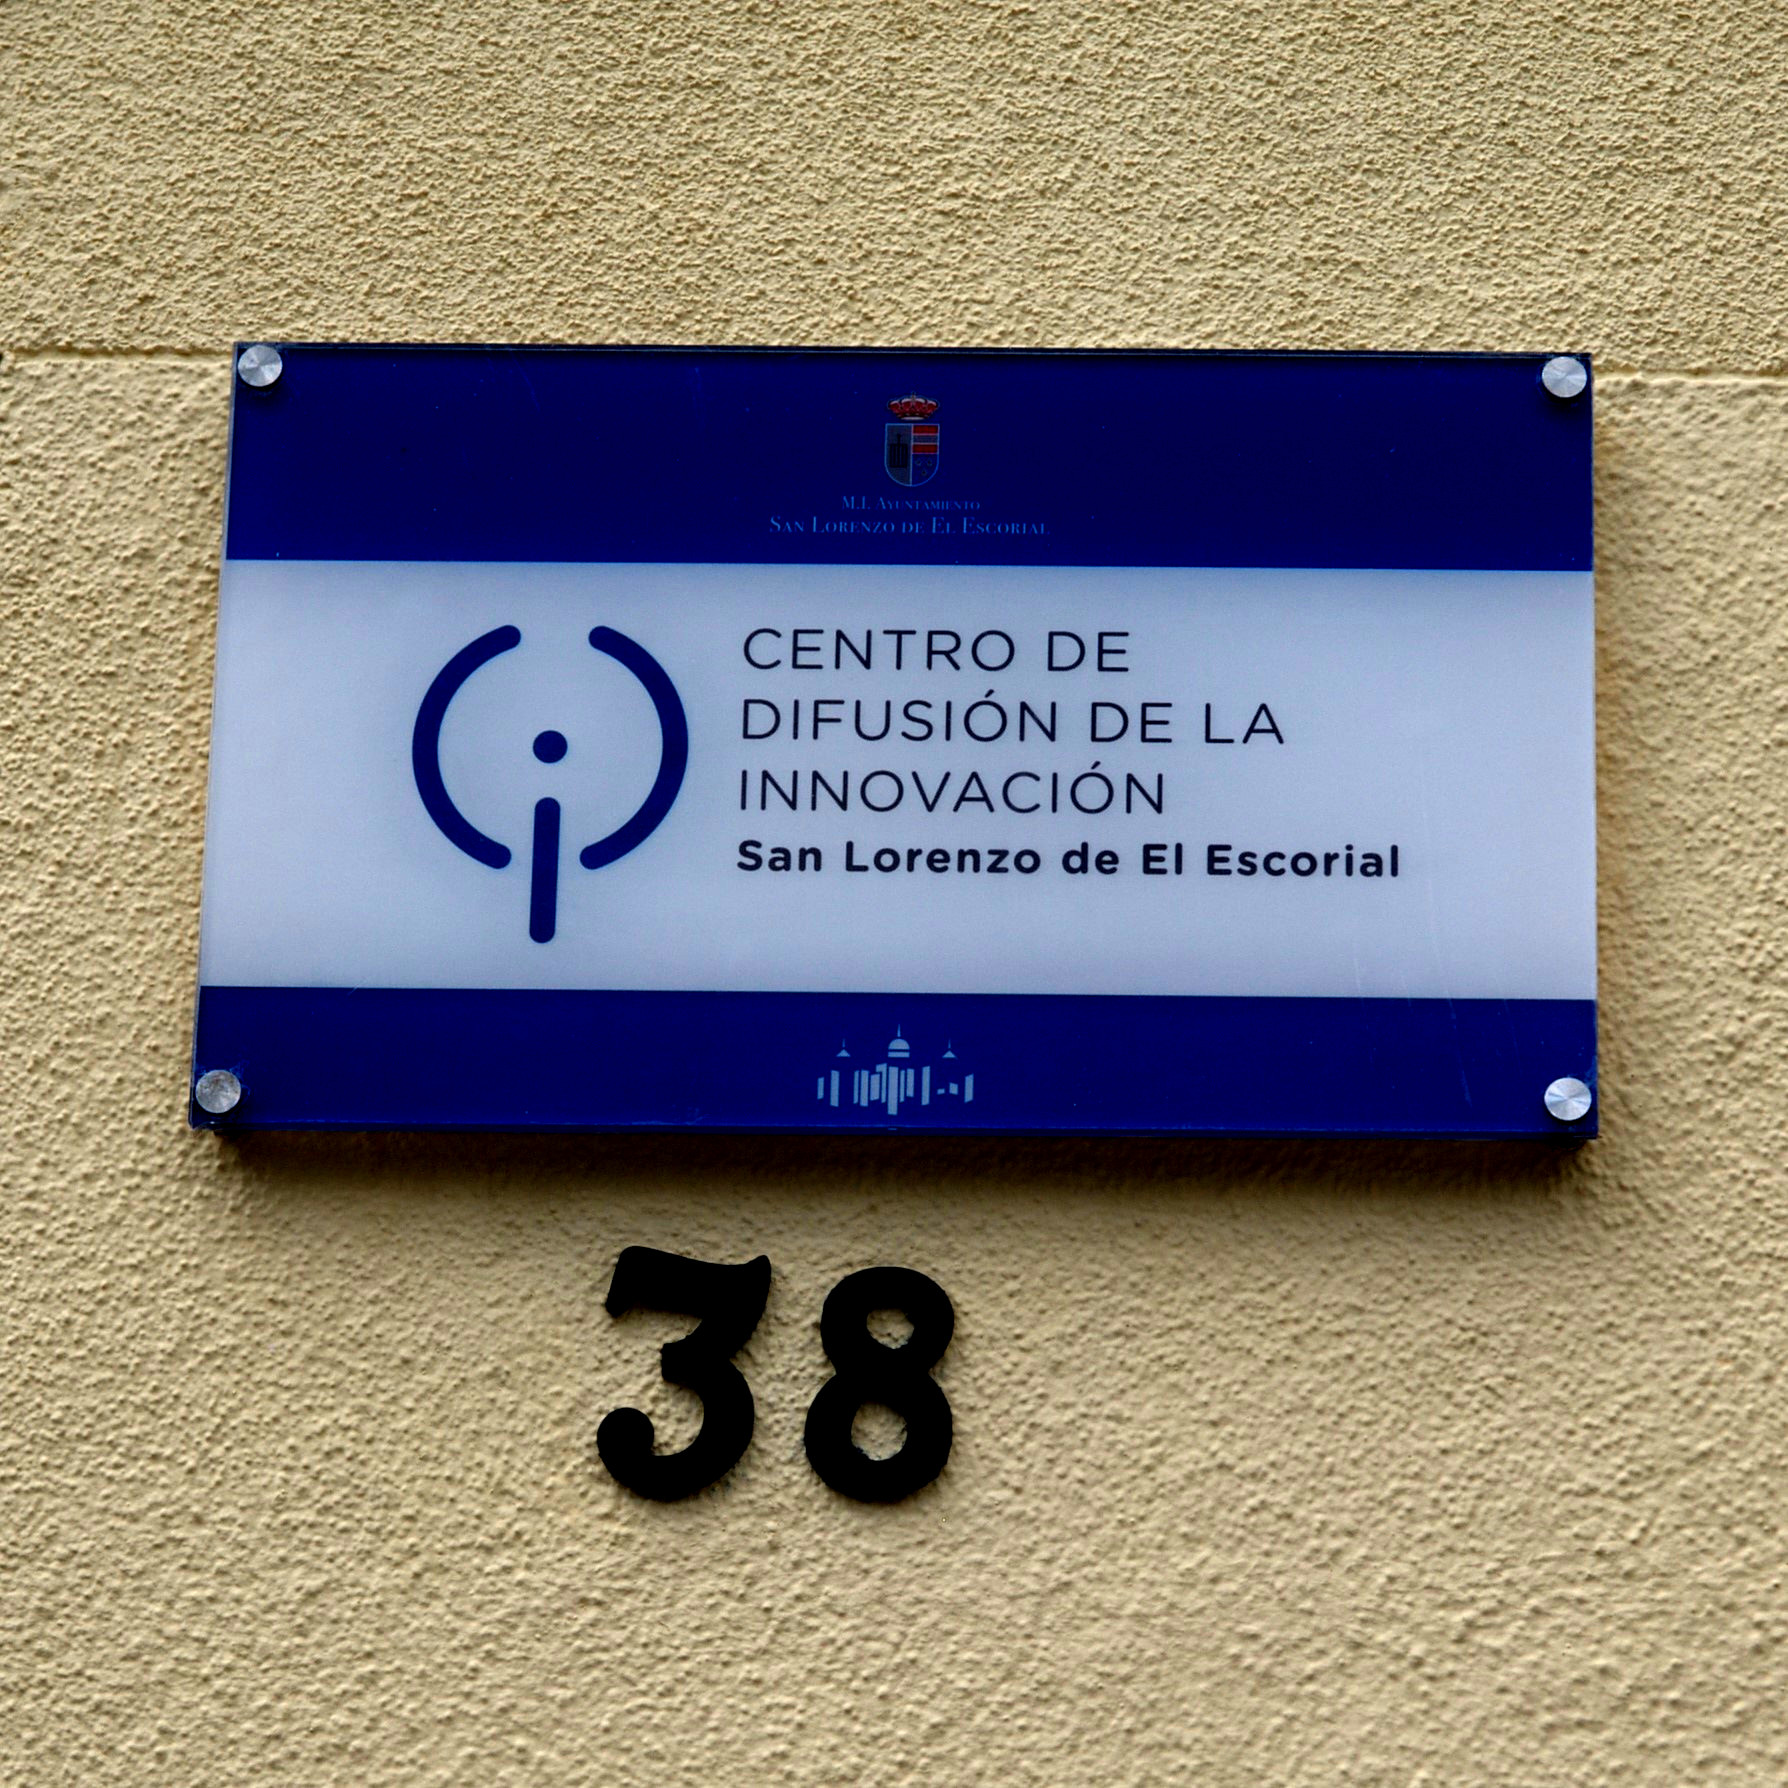 M.I. AYUNTAMIENTO
SAN LORENZO DE EL ESCORIAL
CENTRO DE
DIFUSIÓN DE LA
INNOVACIÓN
San Lorenzo de El Escorial
38